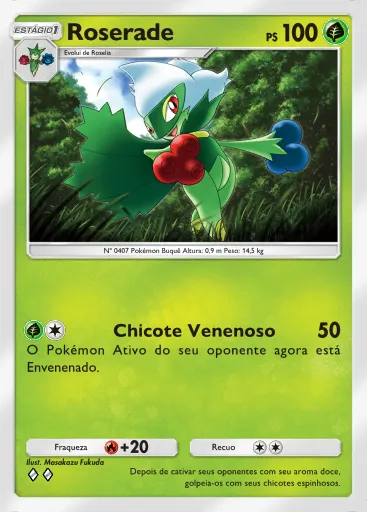 ESTÁGIO 1
Roserade
PS 100
Evolui de Roselia
Nº 0407 Pokémon Buquê Altura: 0,9 m Peso: 14,5 kg
Chicote Venenoso 50
O Pokémon Ativo do seu oponente agora está
Envenenado.
Fraqueza +20
Recuo
Ilust. Masakazu Fukuda
Depois de cativar seus oponentes com seu aroma doce,
golpeia-os com seus chicotes espinhosos.